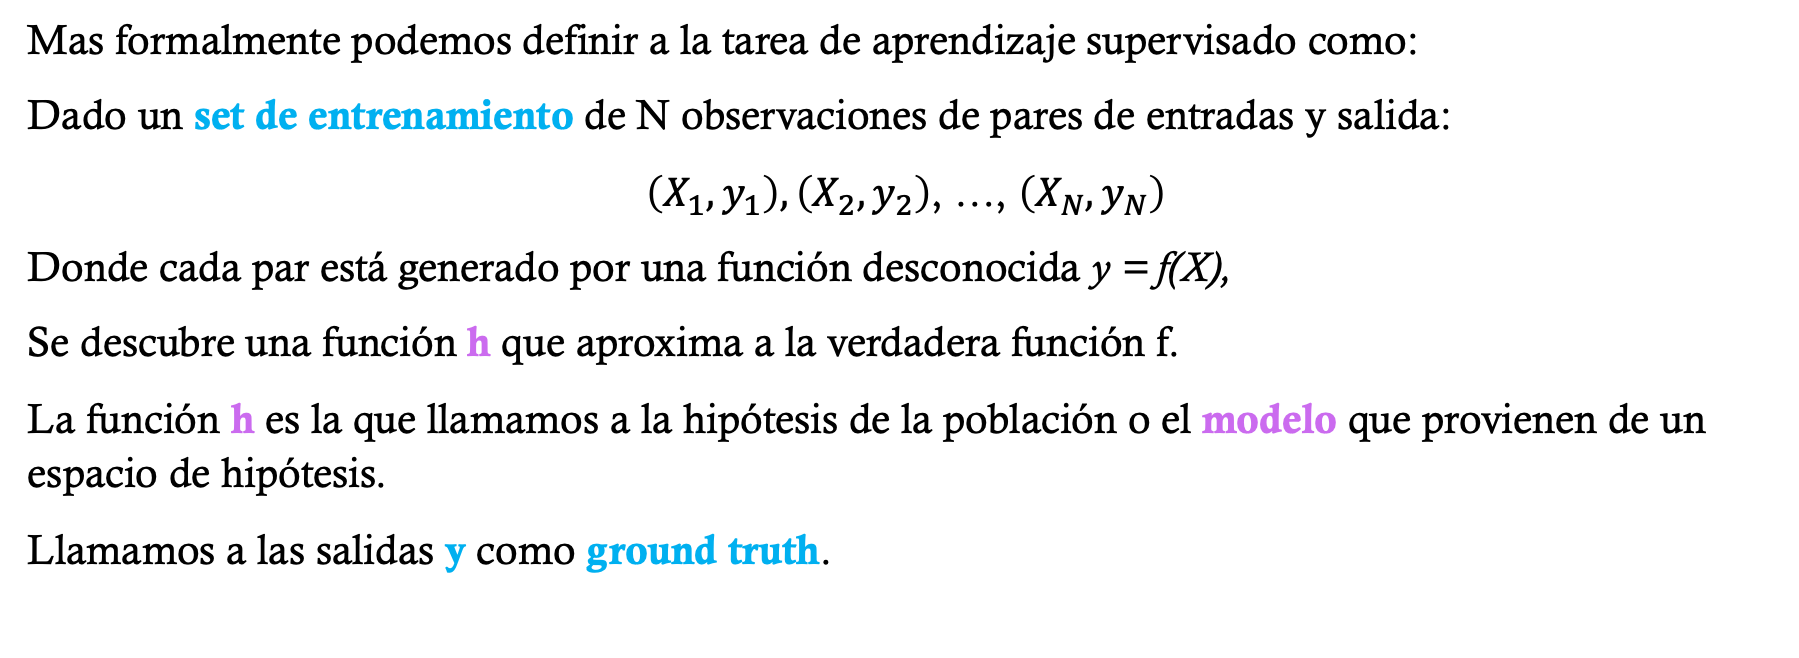 Mas formalmente podemos definir a la tarea de aprendizaje supervisado como:
Dado un set de entrenamiento de N observaciones de pares de entradas y salida:
(X₁, y₁), (X₂, y₂), …, (X_N, y_N)
Donde cada par está generado por una función desconocida y = f(X),
Se descubre una función h que aproxima a la verdadera función f.
La función h es la que llamamos a la hipótesis de la población o el modelo que provienen de un
espacio de hipótesis.
Llamamos a las salidas y como ground truth.